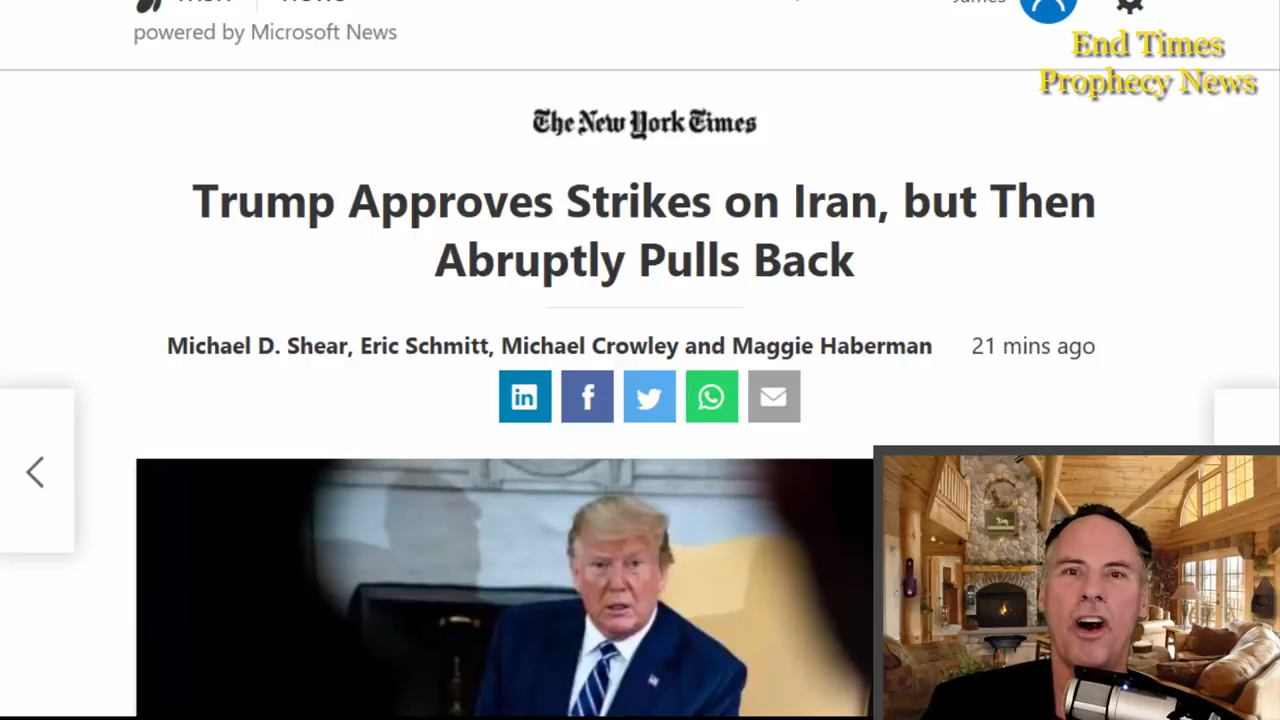 powered by Microsoft News
End Times
Prophecy News
The New York Times
Trump Approves Strikes on Iran, but Then
Abruptly Pulls Back
Michael D. Shear, Eric Schmitt, Michael Crowley and Maggie Haberman 21 mins ago
in f